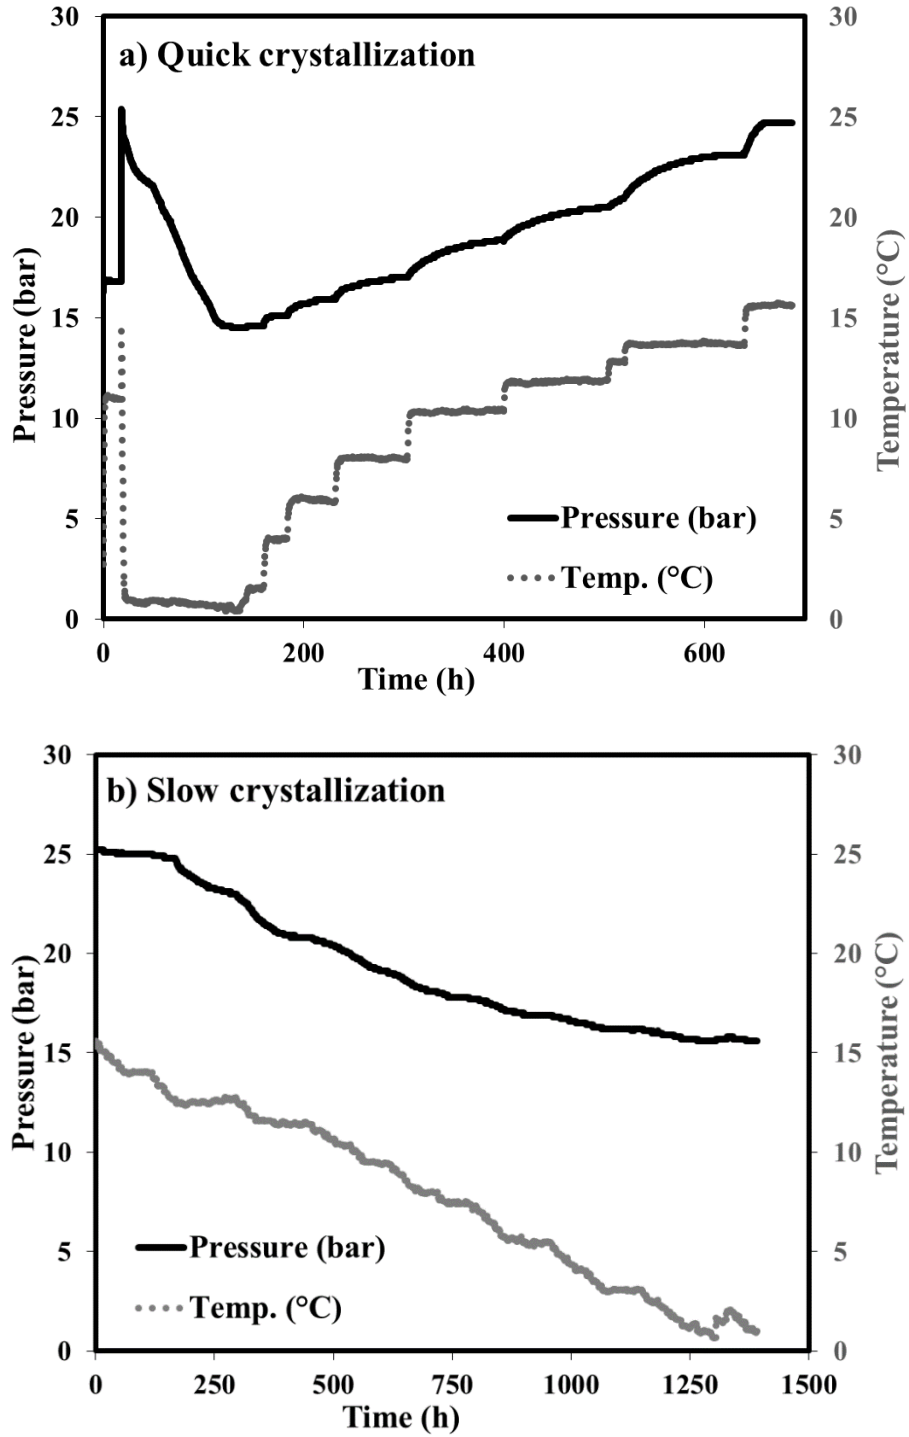 a) Quick crystallization
30
25
20
15
10
5
0
Pressure (bar)
30
25
20
15
10
5
0
Temperature (°C)
Pressure (bar)
Temp. (°C)
0 200 400 600
Time (h)
b) Slow crystallization
30
25
20
15
10
5
0
Pressure (bar)
30
25
20
15
10
5
0
Temperature (°C)
Pressure (bar)
Temp. (°C)
0 250 500 750 1000 1250 1500
Time (h)